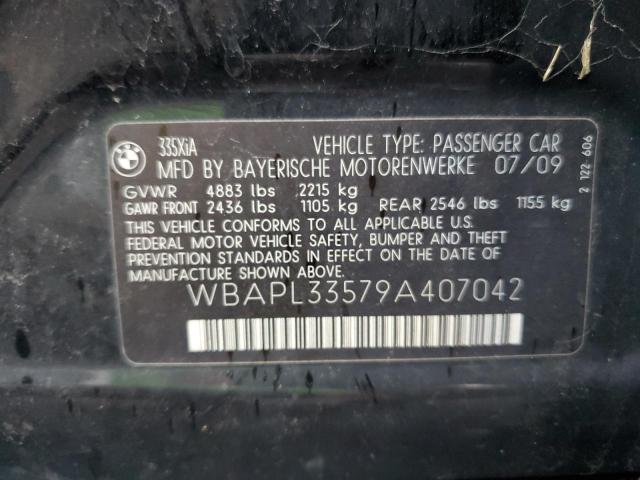 335XiA VEHICLE TYPE: PASSENGER CAR
MFD BY BAYERISCHE MOTORENWERKE 07/09
GVWR 4883 lbs 2215 kg
GAWR FRONT 2436 lbs 1105 kg REAR 2546 lbs 1155 kg
THIS VEHICLE CONFORMS TO ALL APPLICABLE U.S.
FEDERAL MOTOR VEHICLE SAFETY, BUMPER AND THEFT
PREVENTION STANDARDS IN EFFECT ON THE DATE OF
MANUFACTURE SHOWN ABOVE.
WBAPL33579A407042
2 122 606